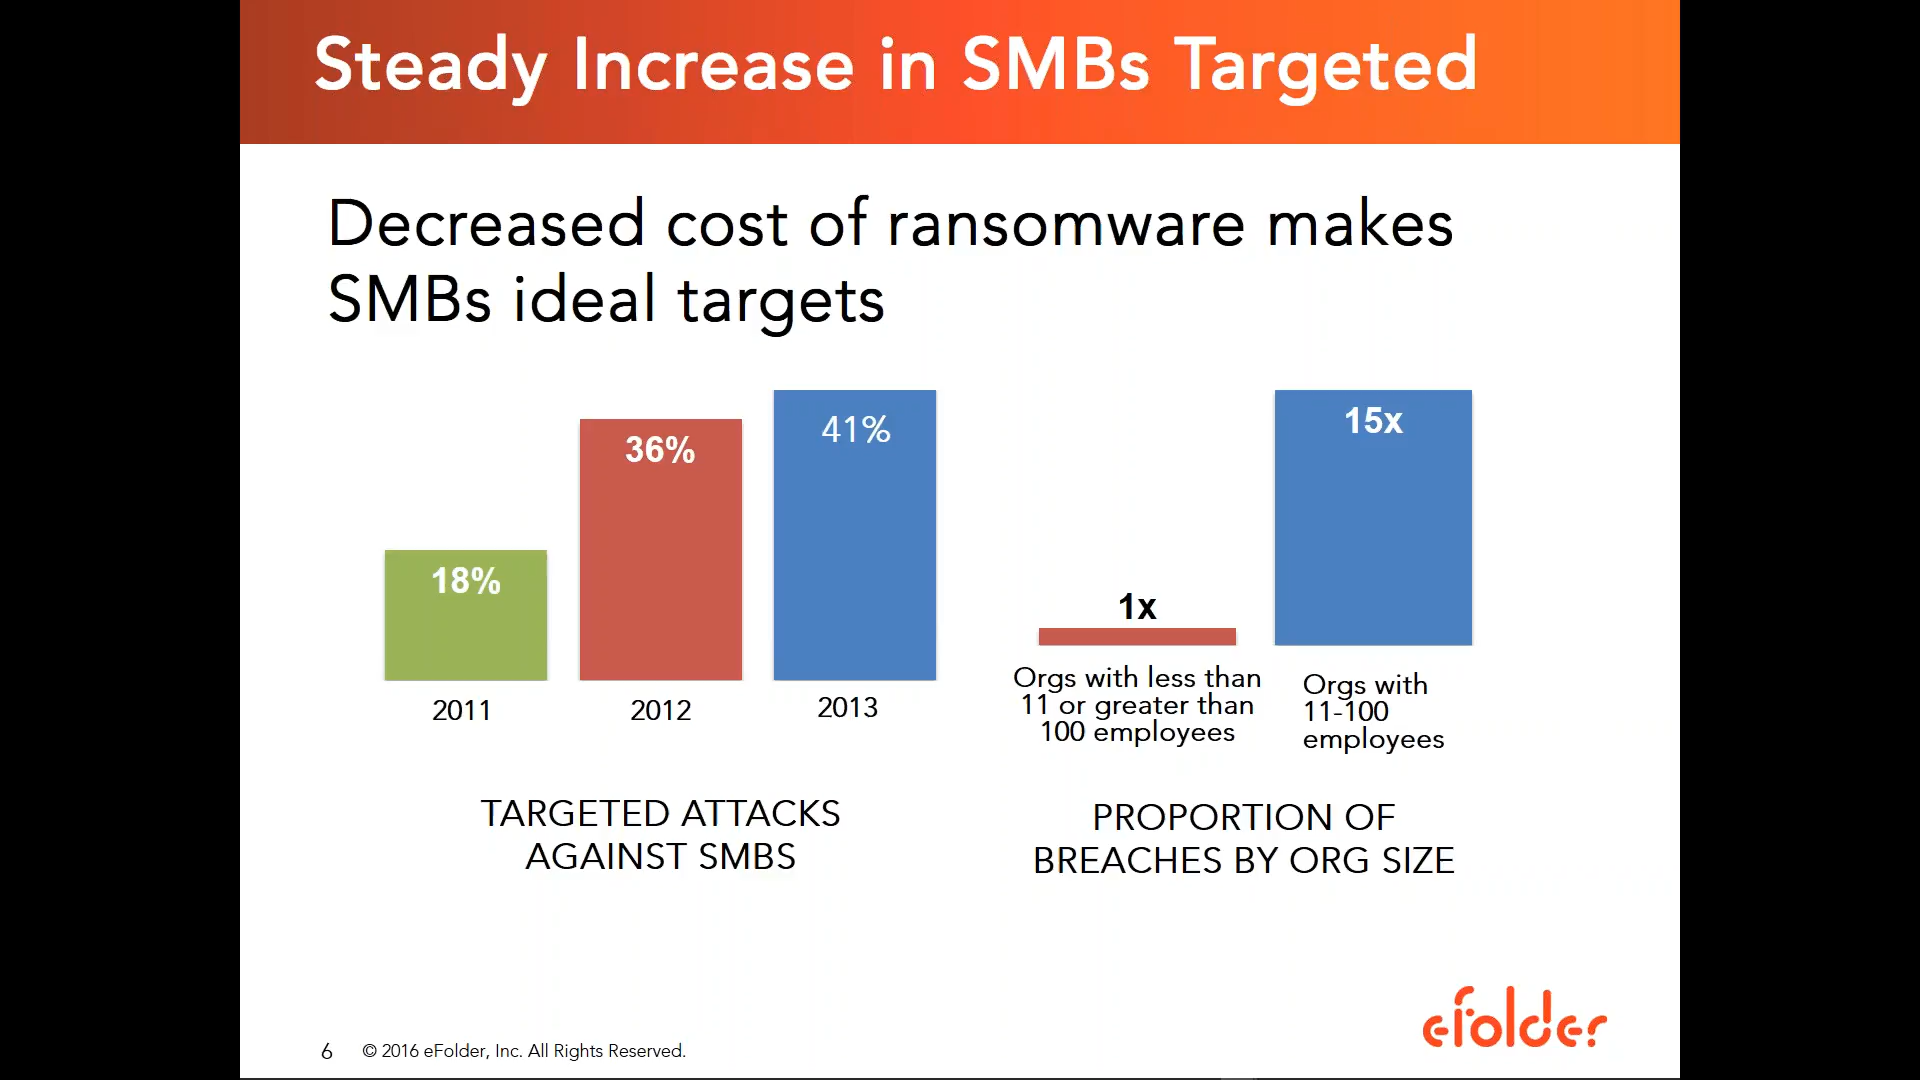 Steady Increase in SMBs Targeted
Decreased cost of ransomware makes
SMBs ideal targets
18%
36%
41%
2011
2012
2013
TARGETED ATTACKS
AGAINST SMBS
1x
15x
Orgs with less than
11 or greater than
100 employees
Orgs with
11-100
employees
PROPORTION OF
BREACHES BY ORG SIZE
efolder
6 © 2016 eFolder, Inc. All Rights Reserved.